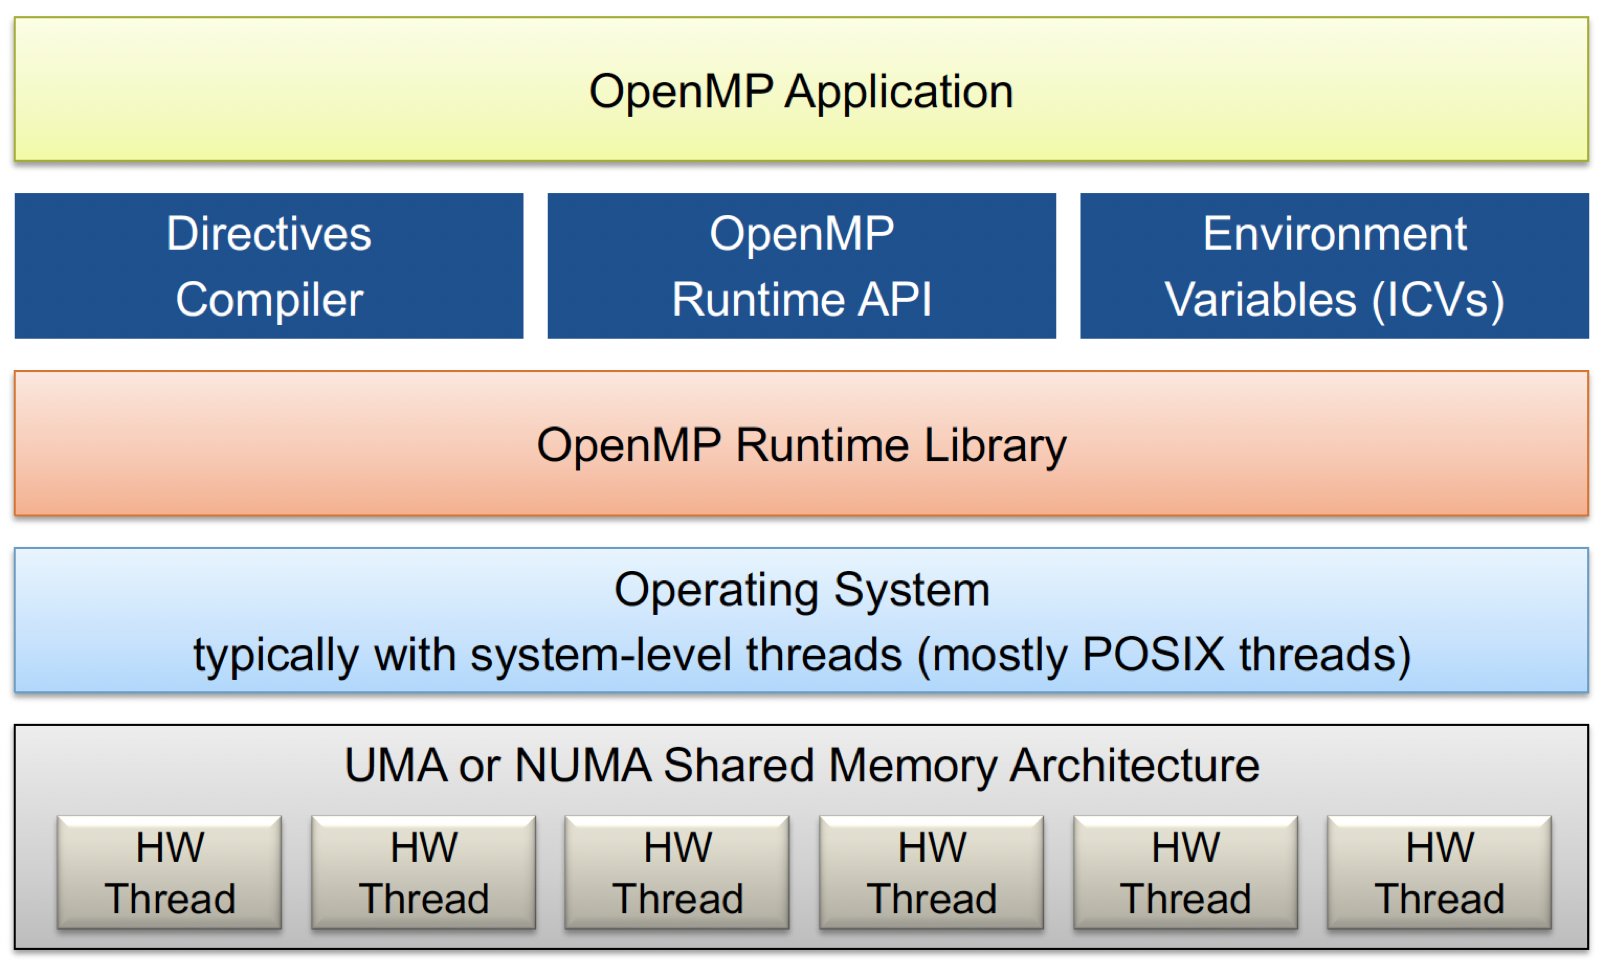 OpenMP Application
Directives
Compiler
OpenMP
Runtime API
Environment
Variables (ICVs)
OpenMP Runtime Library
Operating System
typically with system-level threads (mostly POSIX threads)
UMA or NUMA Shared Memory Architecture
HW
Thread
HW
Thread
HW
Thread
HW
Thread
HW
Thread
HW
Thread